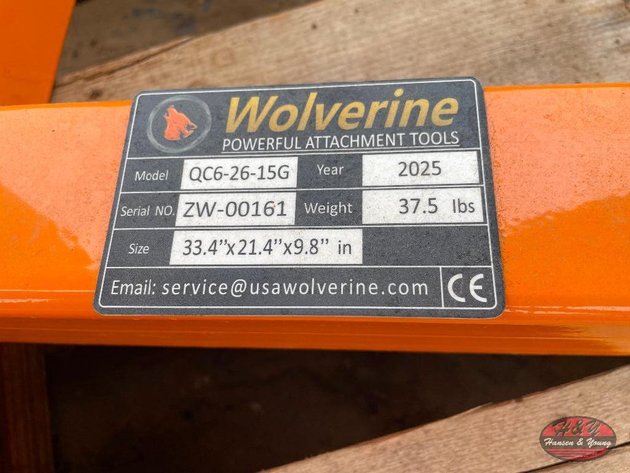 Wolverine
POWERFUL ATTACHMENT TOOLS
Model QC6-26-15G Year 2025
Serial NO. ZW-00161 Weight 37.5 lbs
Size 33.4”x21.4”x9.8” in
Email: service@usawolverine.com CE
H&Y
Hansen & Young